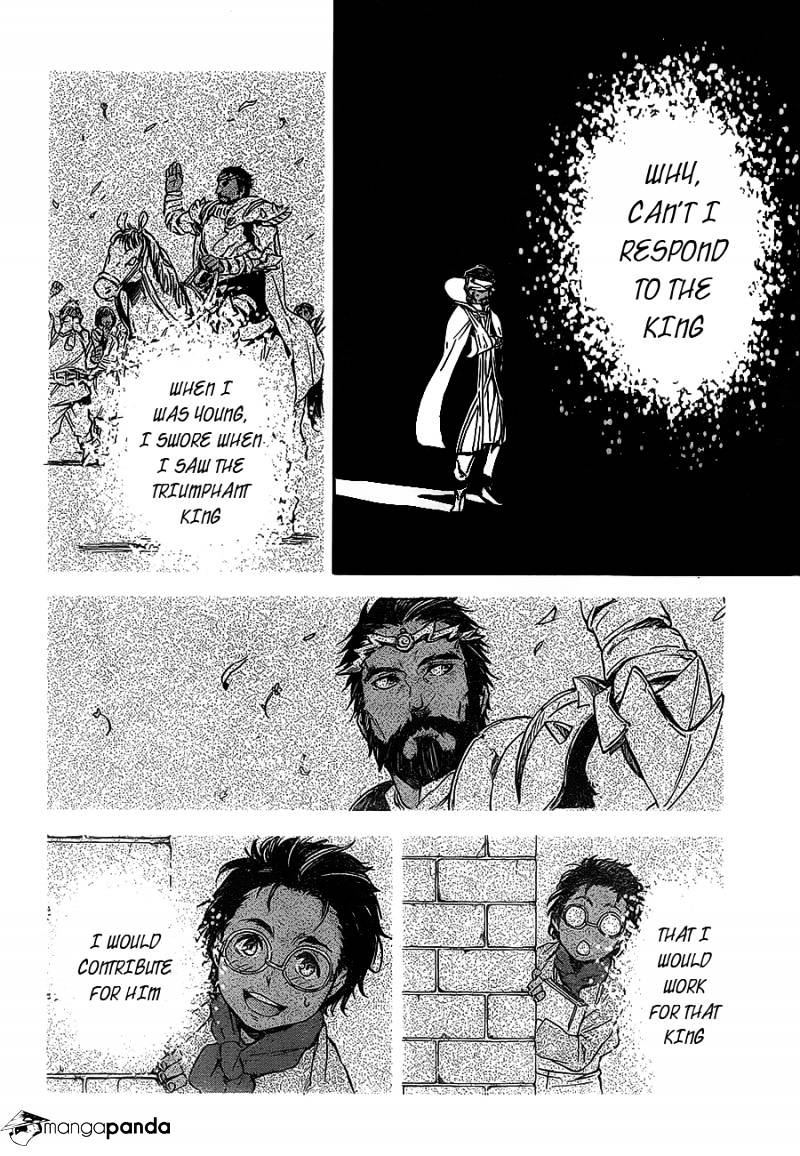 WHY,
CAN'T I
RESPOND
TO THE
KING
WHEN I
WAS YOUNG,
I SWORE WHEN
I SAW THE
TRIUMPHANT
KING
THAT I
WOULD
WORK
FOR THAT
KING
I WOULD
CONTRIBUTE
FOR HIM
mangapanda